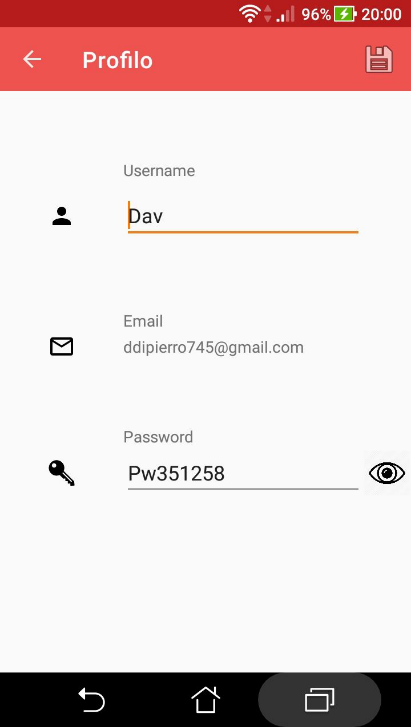 96% 20:00
Profilo
Username
Dav
Email
ddipierro745@gmail.com
Password
Pw351258